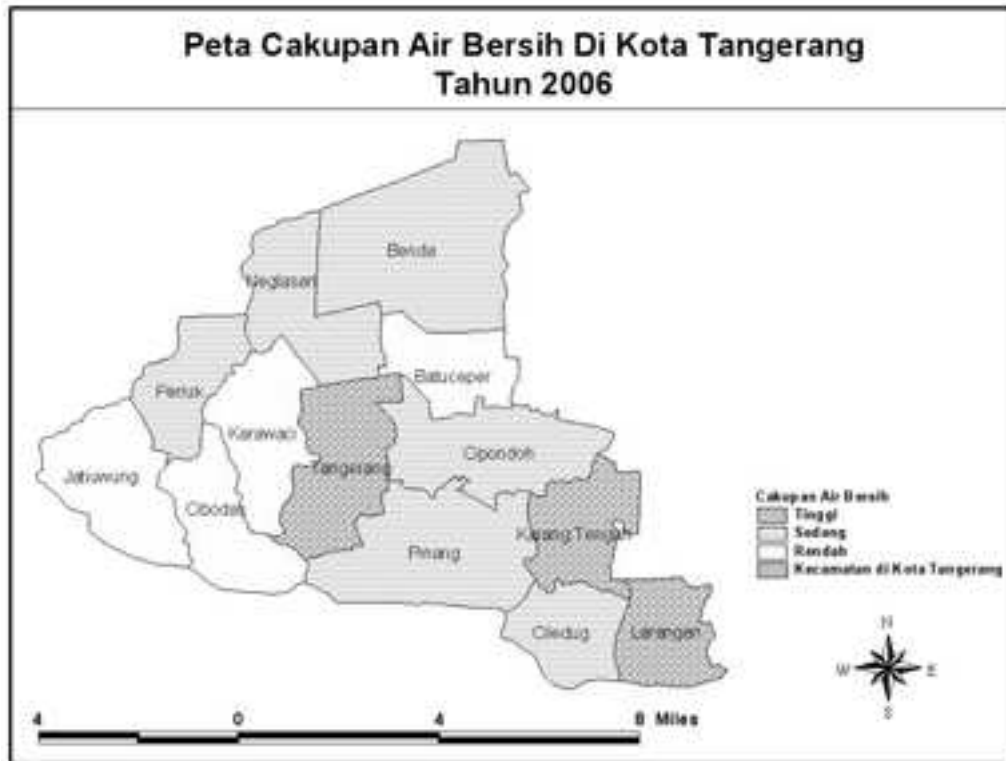 Peta Cakupan Air Bersih Di Kota Tangerang
Tahun 2006
Benda
Neglasari
Batuceper
Periuk
Karawaci
Cipondoh
Tangerang
Jatiuwung
Cibodas
Karang Tengah
Pinang
Ciledug
Larangan
Cakupan Air Bersih
Tinggi
Sedang
Rendah
Kecamatan di Kota Tangerang
N
W
E
S
4 0 4 8 Miles